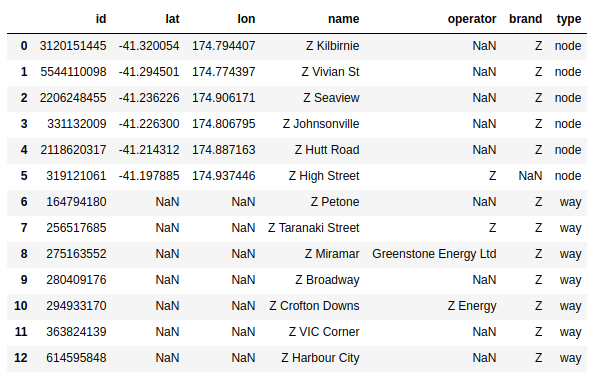 id lat lon name operator brand type
0 3120151445 -41.320054 174.794407 Z Kilbirnie NaN Z node
1 5544110098 -41.294501 174.774397 Z Vivian St NaN Z node
2 2206248455 -41.236226 174.906171 Z Seaview NaN Z node
3 331132009 -41.226300 174.806795 Z Johnsonville NaN Z node
4 2118620317 -41.214312 174.887163 Z Hutt Road NaN Z node
5 319121061 -41.197885 174.937446 Z High Street Z NaN node
6 164794180 NaN NaN Z Petone NaN Z way
7 256517685 NaN NaN Z Taranaki Street Z Z way
8 275163552 NaN NaN Z Miramar Greenstone Energy Ltd Z way
9 280409176 NaN NaN Z Broadway NaN Z way
10 294933170 NaN NaN Z Crofton Downs Z Energy Z way
11 363824139 NaN NaN Z VIC Corner NaN Z way
12 614595848 NaN NaN Z Harbour City NaN Z way